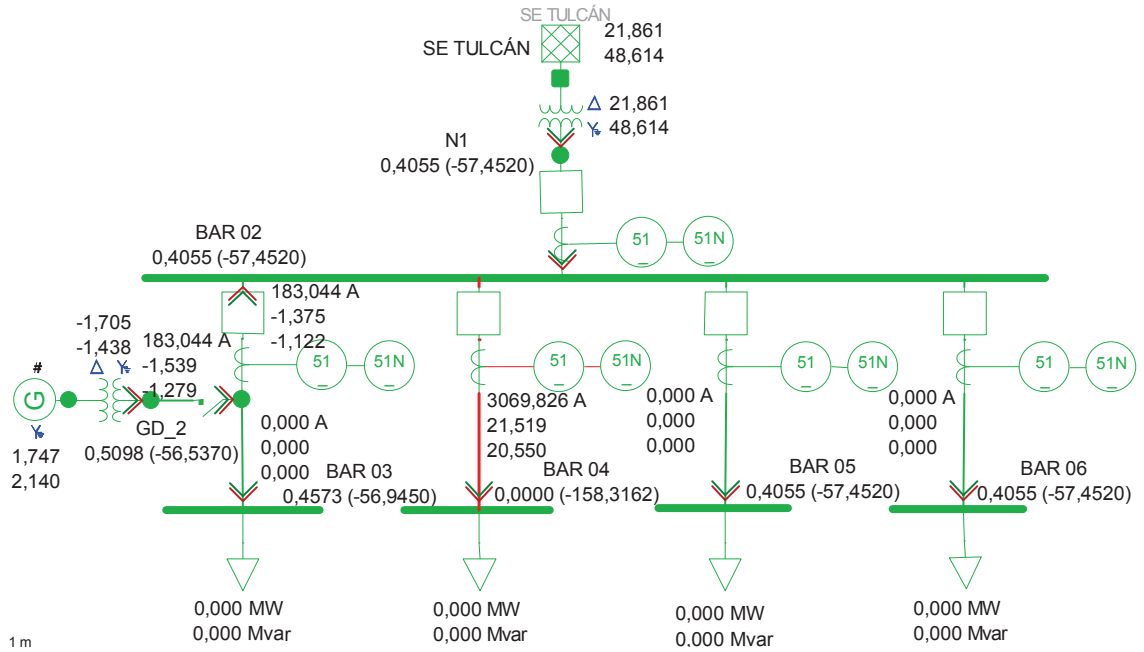 SE TULCÁN
SE TULCÁN
21,861
48,614
Δ 21,861
Y 48,614
N1
0,4055 (-57,4520)
51
51N
BAR 02
0,4055 (-57,4520)
183,044 A
-1,375
-1,122
-1,705
-1,438
Δ Y
183,044 A
-1,539
-1,279
51
51N
51
51N
51
51N
51
51N
#
G
Y
1,747
2,140
GD_2
0,5098 (-56,5370)
0,000 A
0,000
0,000
3069,826 A
21,519
20,550
0,000 A
0,000
0,000
0,000 A
0,000
0,000
BAR 03
0,4573 (-56,9450)
BAR 04
0,0000 (-158,3162)
BAR 05
0,4055 (-57,4520)
BAR 06
0,4055 (-57,4520)
0,000 MW
0,000 Mvar
0,000 MW
0,000 Mvar
0,000 MW
0,000 Mvar
0,000 MW
0,000 Mvar
1 m